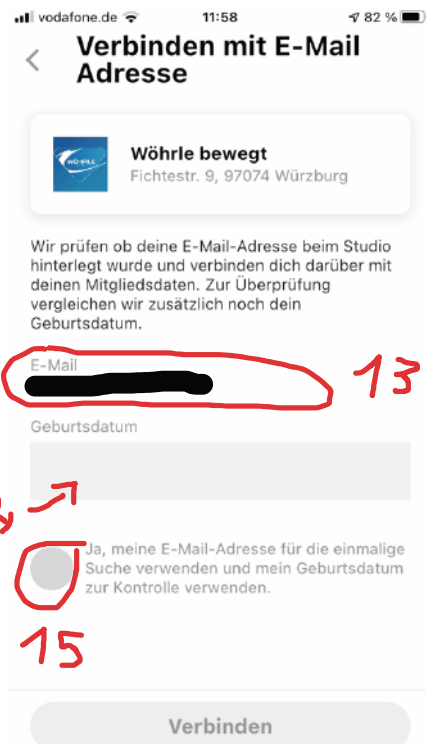 vodafone.de 11:58 82 %
Verbinden mit E-Mail
Adresse
WÖHRLE
Wöhrle bewegt
Fichtestr. 9, 97074 Würzburg
Wir prüfen ob deine E-Mail-Adresse beim Studio
hinterlegt wurde und verbinden dich darüber mit
deinen Mitgliedsdaten. Zur Überprüfung
vergleichen wir zusätzlich noch dein
Geburtsdatum.
E-Mail
13
Geburtsdatum
Ja, meine E-Mail-Adresse für die einmalige
Suche verwenden und mein Geburtsdatum
zur Kontrolle verwenden.
15
Verbinden